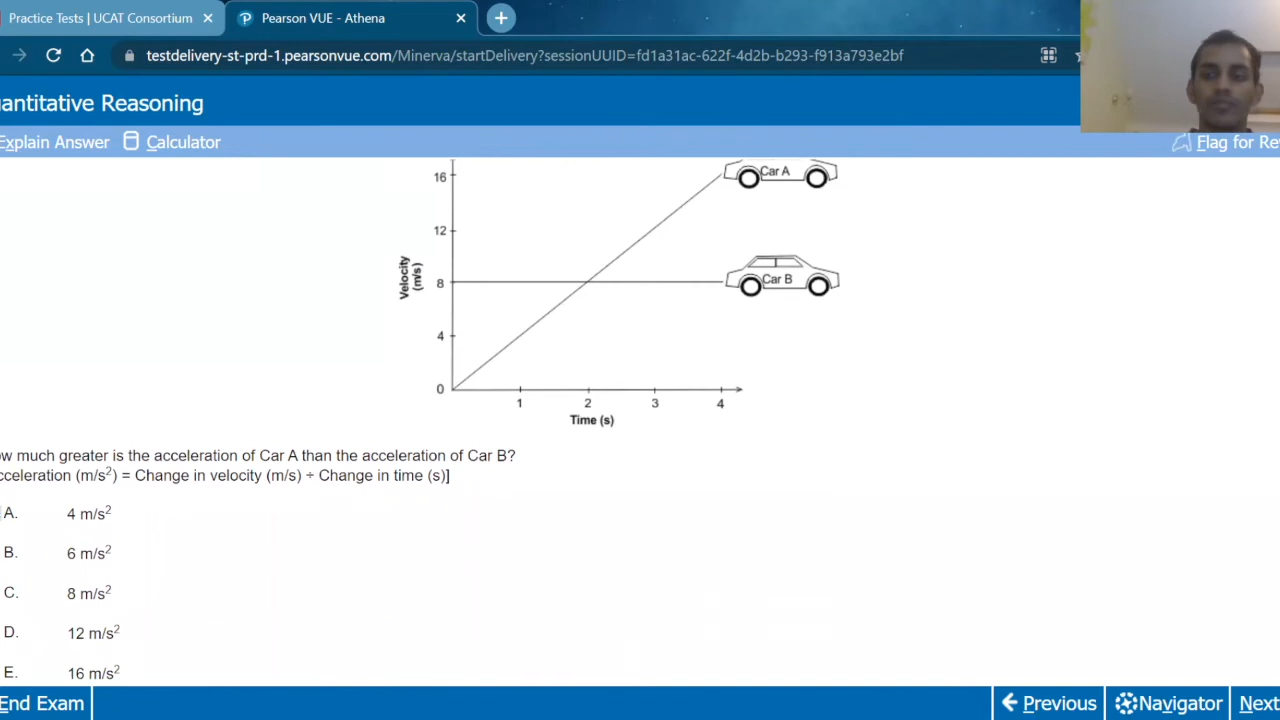 Practice Tests | UCAT Consortium
Pearson VUE - Athena
testdelivery-st-prd-1.pearsonvue.com/Minerva/startDelivery?sessionUUID=fd1a31ac-622f-4d2b-b293-f913a793e2bf
antitative Reasoning
Explain Answer Calculator Flag for Re
16
Car A
12
Velocity
(m/s)
8
Car B
4
0
1 2 3 4
Time (s)
ow much greater is the acceleration of Car A than the acceleration of Car B?
cceleration (m/s²) = Change in velocity (m/s) ÷ Change in time (s)]
A. 4 m/s²
B. 6 m/s²
C. 8 m/s²
D. 12 m/s²
E. 16 m/s²
End Exam Previous Navigator Next